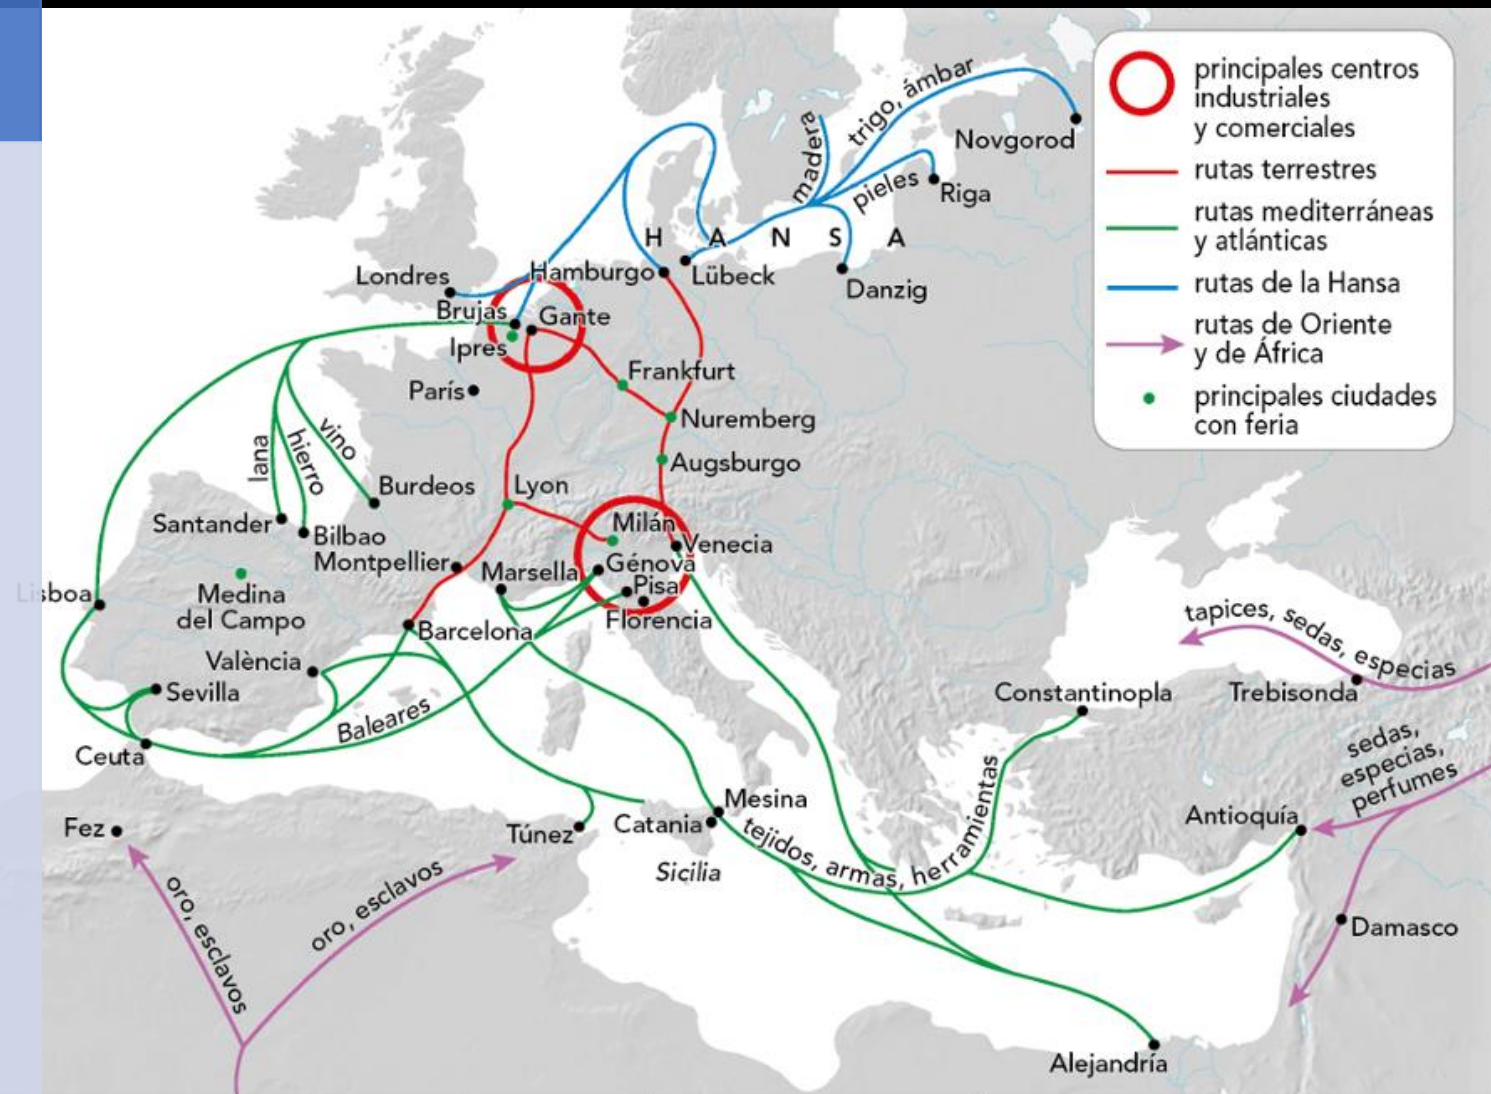 principales centros
industriales
y comerciales
rutas terrestres
rutas mediterráneas
y atlánticas
rutas de la Hansa
rutas de Oriente
y de África
principales ciudades
con feria
trigo, ámbar
madera
Novgorod
pieles
Riga
H A N S A
Londres
Hamburgo
Lübeck
Danzig
Brujas
Gante
Ipres
París
Frankfurt
Nuremberg
Augsburgo
lana
hierro
vino
Burdeos
Lyon
Santander
Bilbao
Milán
Venecia
Montpellier
Marsella
Génova
Pisa
Florencia
Lisboa
Medina
del Campo
Barcelona
València
Sevilla
Baleares
Ceuta
tapices, sedas, especias
Constantinopla
Trebisonda
sedas,
especias,
perfumes
Antioquía
Mesina
Catania
Sicilia
tejidos, armas, herramientas
Fez
Túnez
oro, esclavos
oro, esclavos
Damasco
Alejandría